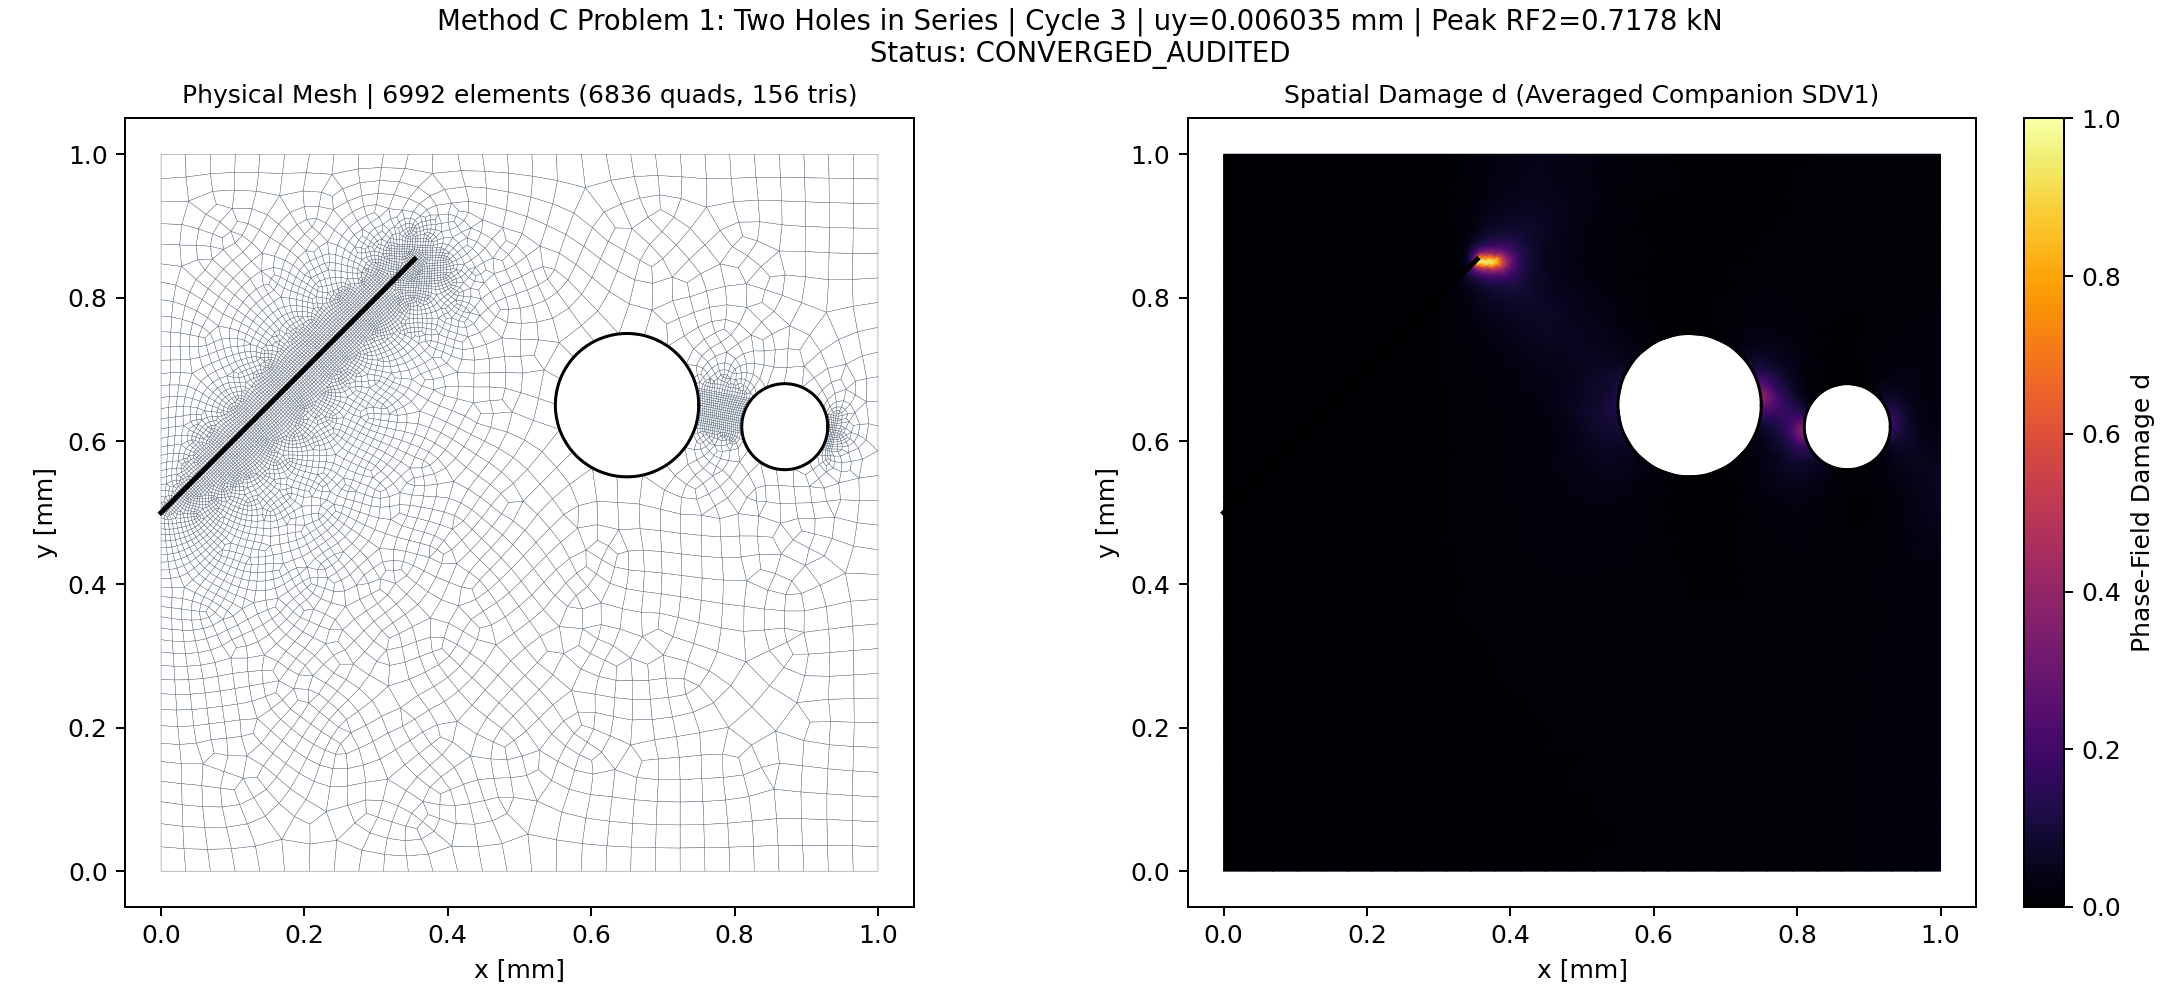 Method C Problem 1: Two Holes in Series | Cycle 3 | uy=0.006035 mm | Peak RF2=0.7178 kN
Status: CONVERGED_AUDITED
Physical Mesh | 6992 elements (6836 quads, 156 tris)
1.0
0.8
0.6
0.4
0.2
0.0
y [mm]
0.0 0.2 0.4 0.6 0.8 1.0
x [mm]
Spatial Damage d (Averaged Companion SDV1)
1.0
0.8
0.6
0.4
0.2
0.0
y [mm]
0.0 0.2 0.4 0.6 0.8 1.0
x [mm]
1.0
0.8
0.6
0.4
0.2
0.0
Phase-Field Damage d